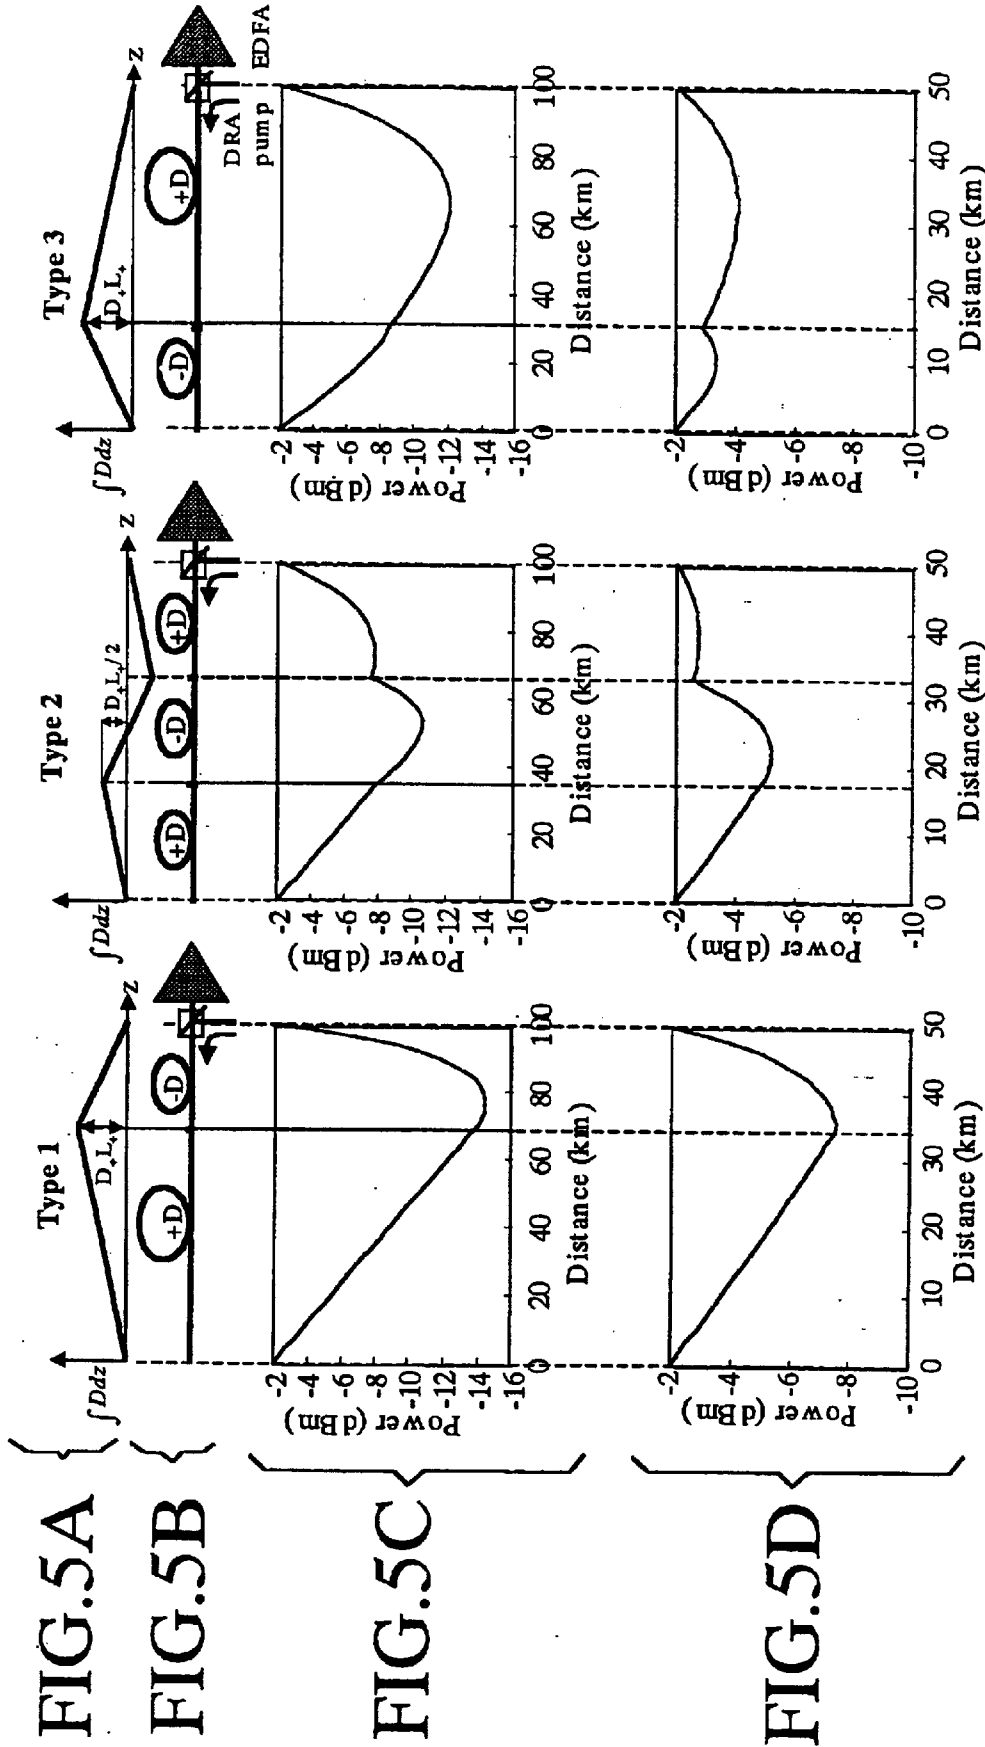 FIG.5A
∫Ddz
Type 1
D₊L₊
z
∫Ddz
Type 2
D₊L₊/2
z
∫Ddz
Type 3
D₊L₊
z
FIG.5B
+D
-D
+D
-D
+D
-D
+D
DRA
pump
EDFA
FIG.5C
Power (dBm)
-2
-4
-6
-8
-10
-12
-14
-16
0 20 40 60 80 100
Distance (km)
Power (dBm)
-2
-4
-6
-8
-10
-12
-14
-16
0 20 40 60 80 100
Distance (km)
Power (dBm)
-2
-4
-6
-8
-10
-12
-14
-16
0 20 40 60 80 100
Distance (km)
FIG.5D
Power (dBm)
-2
-4
-6
-8
-10
0 10 20 30 40 50
Distance (km)
Power (dBm)
-2
-4
-6
-8
-10
0 10 20 30 40 50
Distance (km)
Power (dBm)
-2
-4
-6
-8
-10
0 10 20 30 40 50
Distance (km)